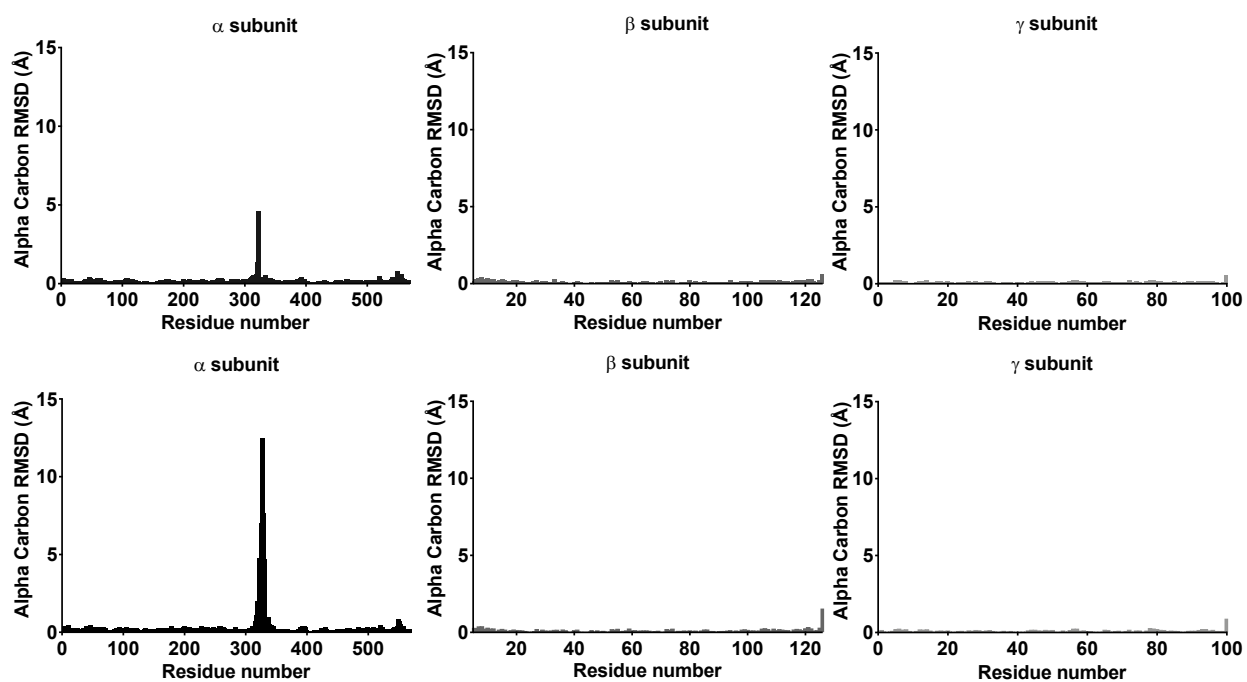 α subunit
Alpha Carbon RMSD (Å)
15
10
5
0
0 100 200 300 400 500
Residue number
β subunit
Alpha Carbon RMSD (Å)
15
10
5
0
20 40 60 80 100 120
Residue number
γ subunit
Alpha Carbon RMSD (Å)
15
10
5
0
0 20 40 60 80 100
Residue number
α subunit
Alpha Carbon RMSD (Å)
15
10
5
0
0 100 200 300 400 500
Residue number
β subunit
Alpha Carbon RMSD (Å)
15
10
5
0
20 40 60 80 100 120
Residue number
γ subunit
Alpha Carbon RMSD (Å)
15
10
5
0
0 20 40 60 80 100
Residue number